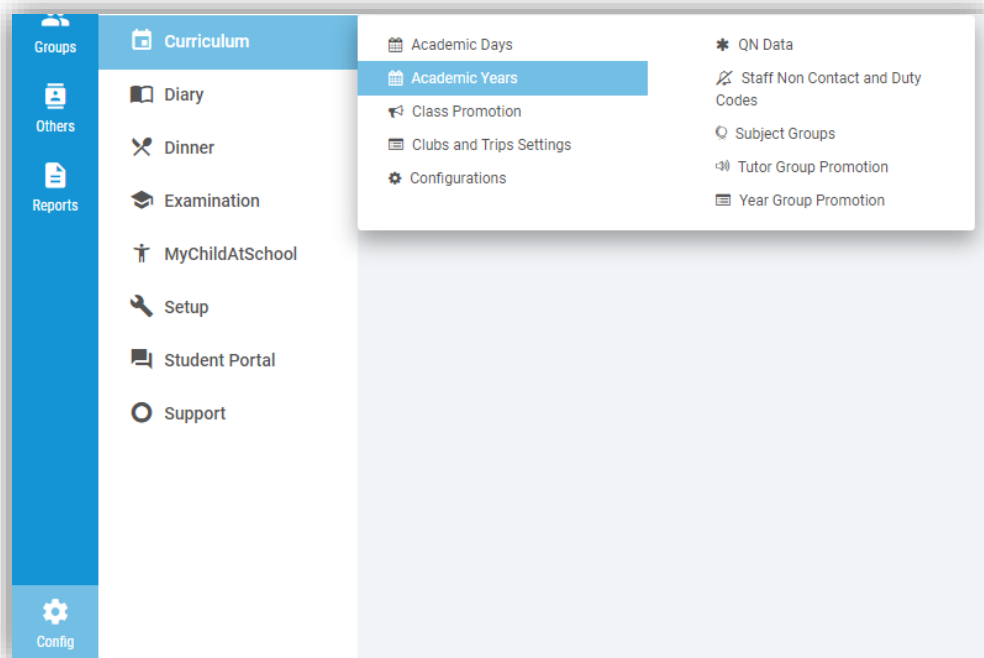 Groups
Others
Reports
Config
Curriculum
Diary
Dinner
Examination
MyChildAtSchool
Setup
Student Portal
Support
Academic Days
Academic Years
Class Promotion
Clubs and Trips Settings
Configurations
QN Data
Staff Non Contact and Duty
Codes
Subject Groups
Tutor Group Promotion
Year Group Promotion